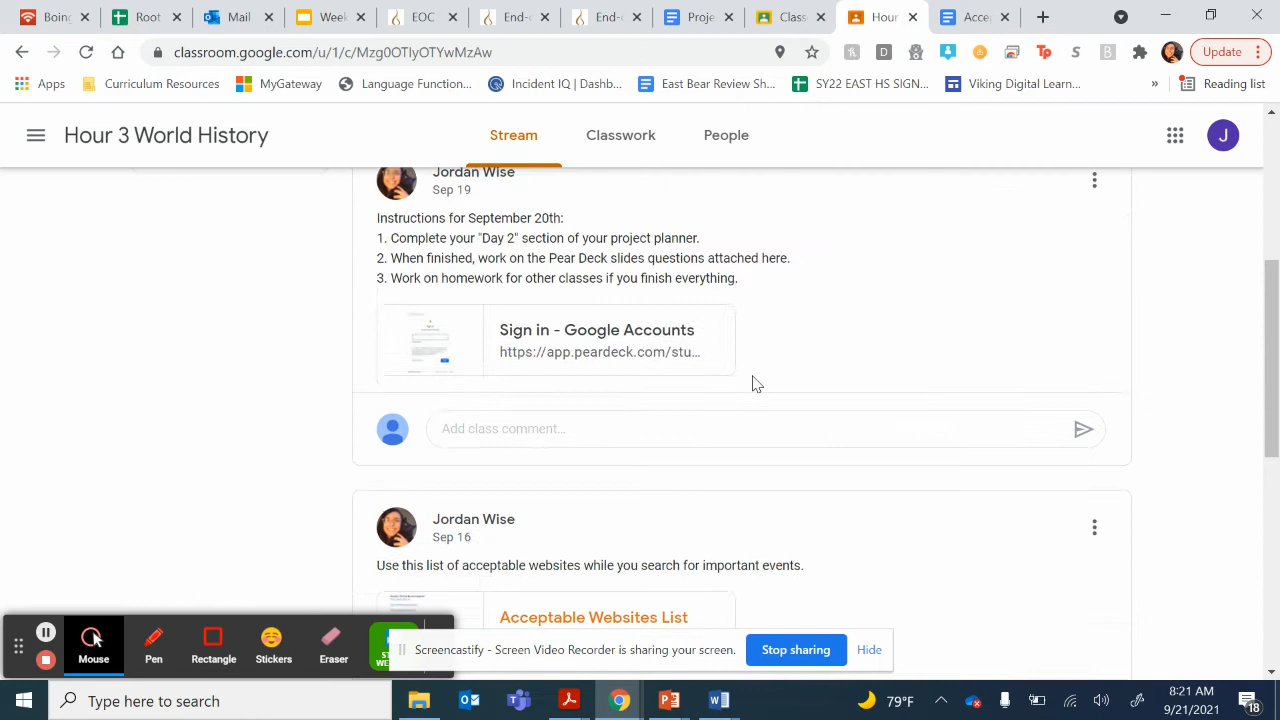 Boing
Ros
Mail
Week
EOC
End-o
End-o
Proje
Class
Hour
Acce
classroom.google.com/u/1/c/Mzg0OTIyOTYwMzAw
Update
Apps
Curriculum Resources
MyGateway
Language Function...
Incident IQ | Dashb...
East Bear Review Sh...
SY22 EAST HS SIGN...
Viking Digital Learn...
»
Reading list
Hour 3 World History
Stream
Classwork
People
J
Jordan Wise
Sep 19
Instructions for September 20th:
1. Complete your "Day 2" section of your project planner.
2. When finished, work on the Pear Deck slides questions attached here.
3. Work on homework for other classes if you finish everything.
Sign in - Google Accounts
https://app.peardeck.com/stu...
Add class comment...
Jordan Wise
Sep 16
Use this list of acceptable websites while you search for important events.
Acceptable Websites List
Mouse
Pen
Rectangle
Stickers
Eraser
Screencastify - Screen Video Recorder is sharing your screen.
Stop sharing
Hide
Type here to search
79°F
8:21 AM
9/21/2021
18